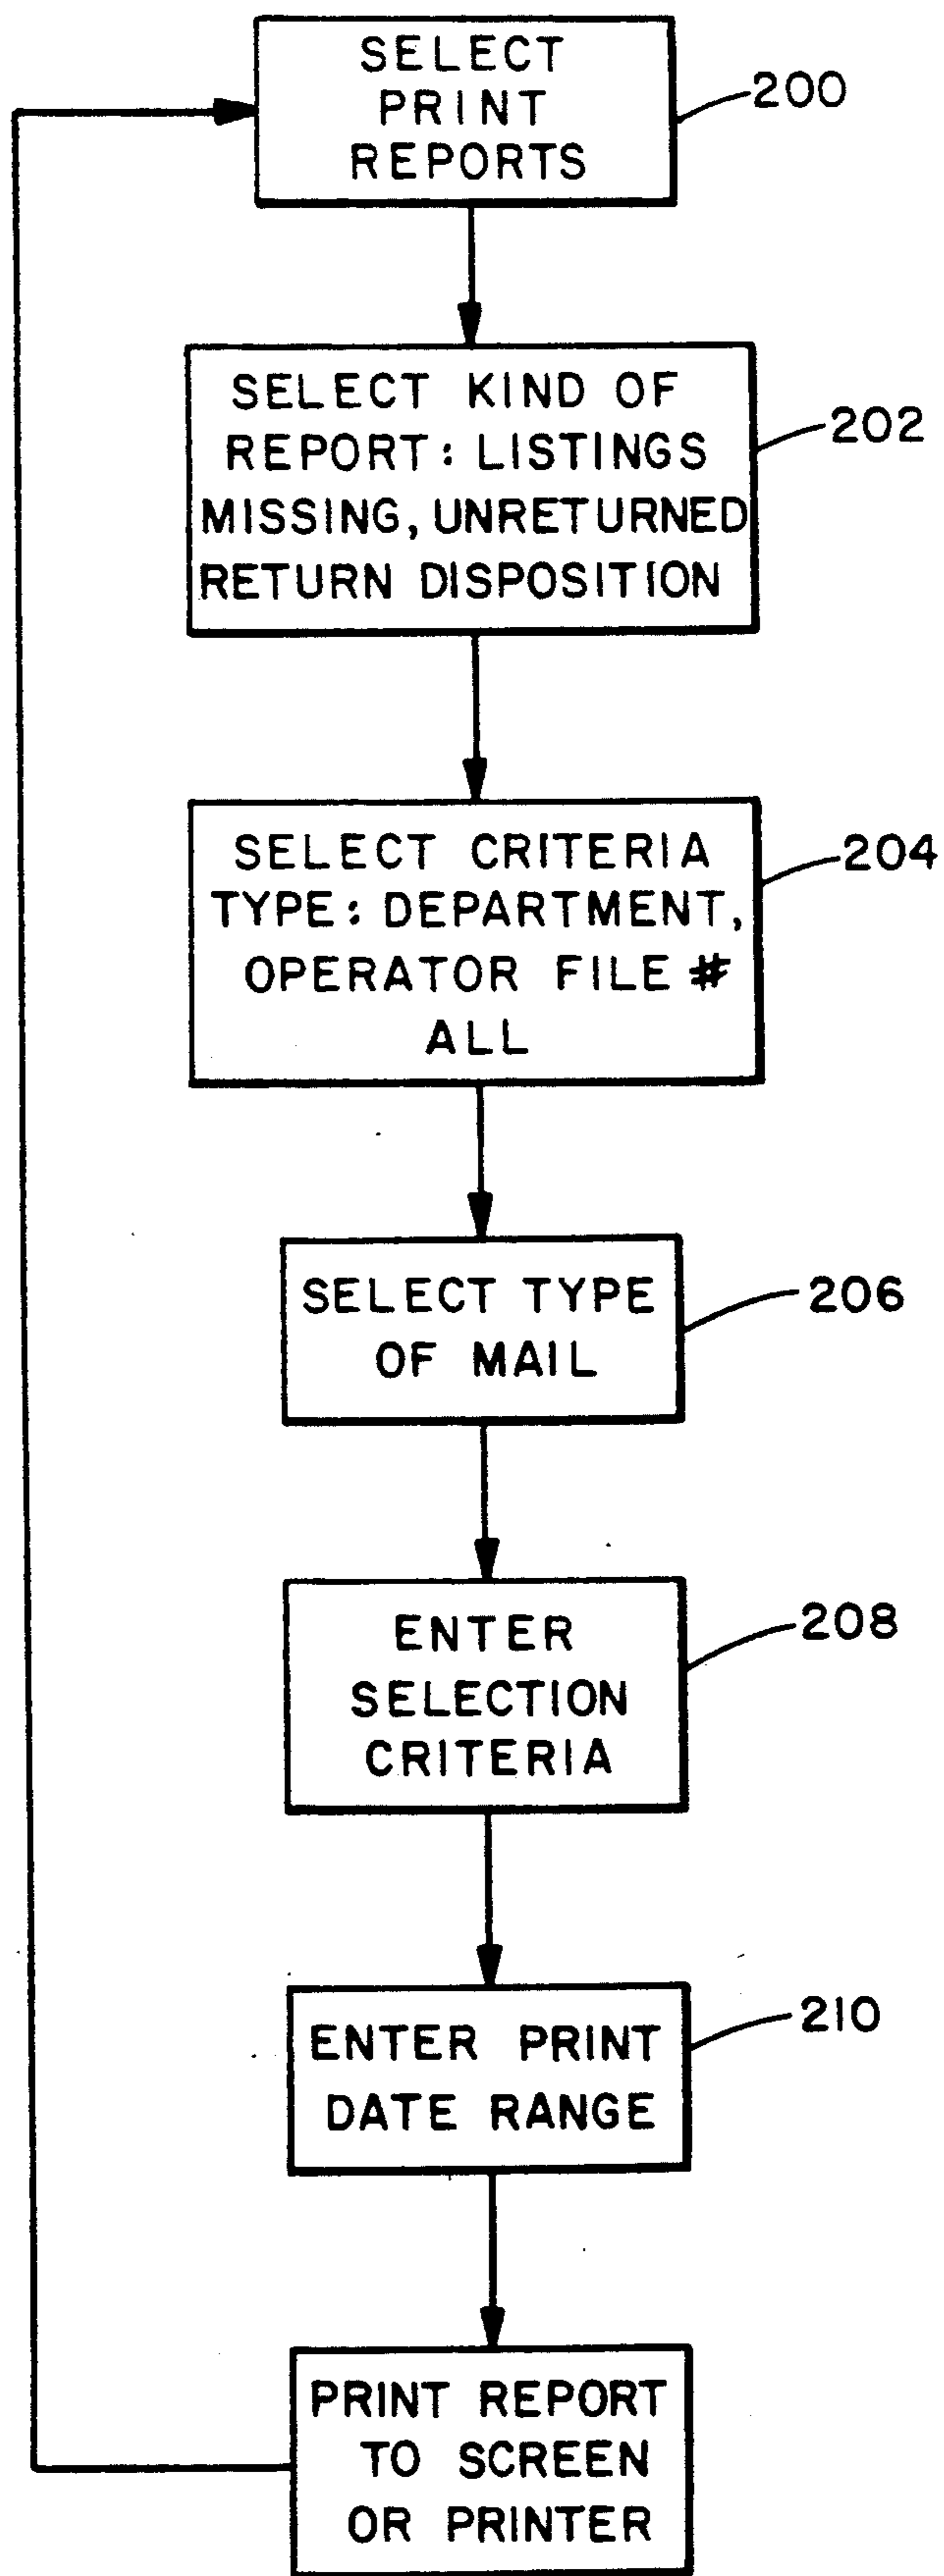 SELECT
PRINT
REPORTS
200
SELECT KIND OF
REPORT: LISTINGS
MISSING, UNRETURNED
RETURN DISPOSITION
202
SELECT CRITERIA
TYPE: DEPARTMENT,
OPERATOR FILE #
ALL
204
SELECT TYPE
OF MAIL
206
ENTER
SELECTION
CRITERIA
208
ENTER PRINT
DATE RANGE
210
PRINT REPORT
TO SCREEN
OR PRINTER